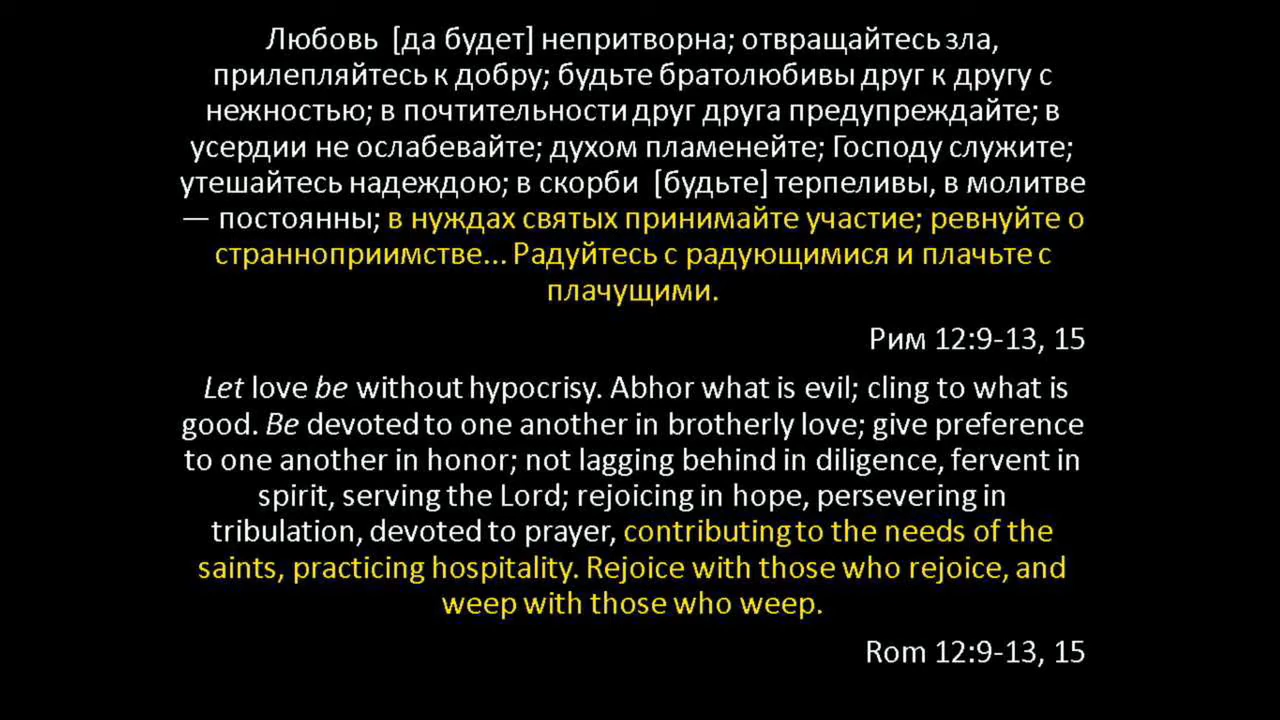 Любовь [да будет] непритворна; отвращайтесь зла,
прилепляйтесь к добру; будьте братолюбивы друг к другу с
нежностью; в почтительности друг друга предупреждайте; в
усердии не ослабевайте; духом пламенейте; Господу служите;
утешайтесь надеждою; в скорби [будьте] терпеливы, в молитве
— постоянны; в нуждах святых принимайте участие; ревнуйте о
странноприимстве... Радуйтесь с радующимися и плачьте с
плачущими.
Рим 12:9-13, 15
Let love be without hypocrisy. Abhor what is evil; cling to what is
good. Be devoted to one another in brotherly love; give preference
to one another in honor; not lagging behind in diligence, fervent in
spirit, serving the Lord; rejoicing in hope, persevering in
tribulation, devoted to prayer, contributing to the needs of the
saints, practicing hospitality. Rejoice with those who rejoice, and
weep with those who weep.
Rom 12:9-13, 15